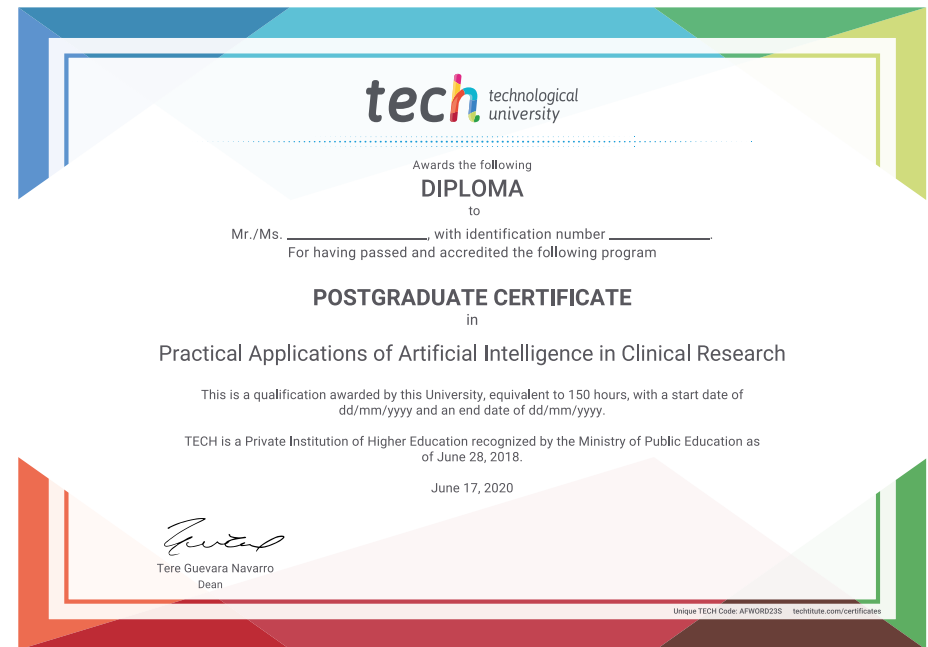 tech technological
university
Awards the following
DIPLOMA
to
Mr./Ms. ____________________, with identification number ______________.
For having passed and accredited the following program
POSTGRADUATE CERTIFICATE
in
Practical Applications of Artificial Intelligence in Clinical Research
This is a qualification awarded by this University, equivalent to 150 hours, with a start date of
dd/mm/yyyy and an end date of dd/mm/yyyy.
TECH is a Private Institution of Higher Education recognized by the Ministry of Public Education as
of June 28, 2018.
June 17, 2020
Tere Guevara Navarro
Dean
Unique TECH Code: AFWORD23S techtitute.com/certificates